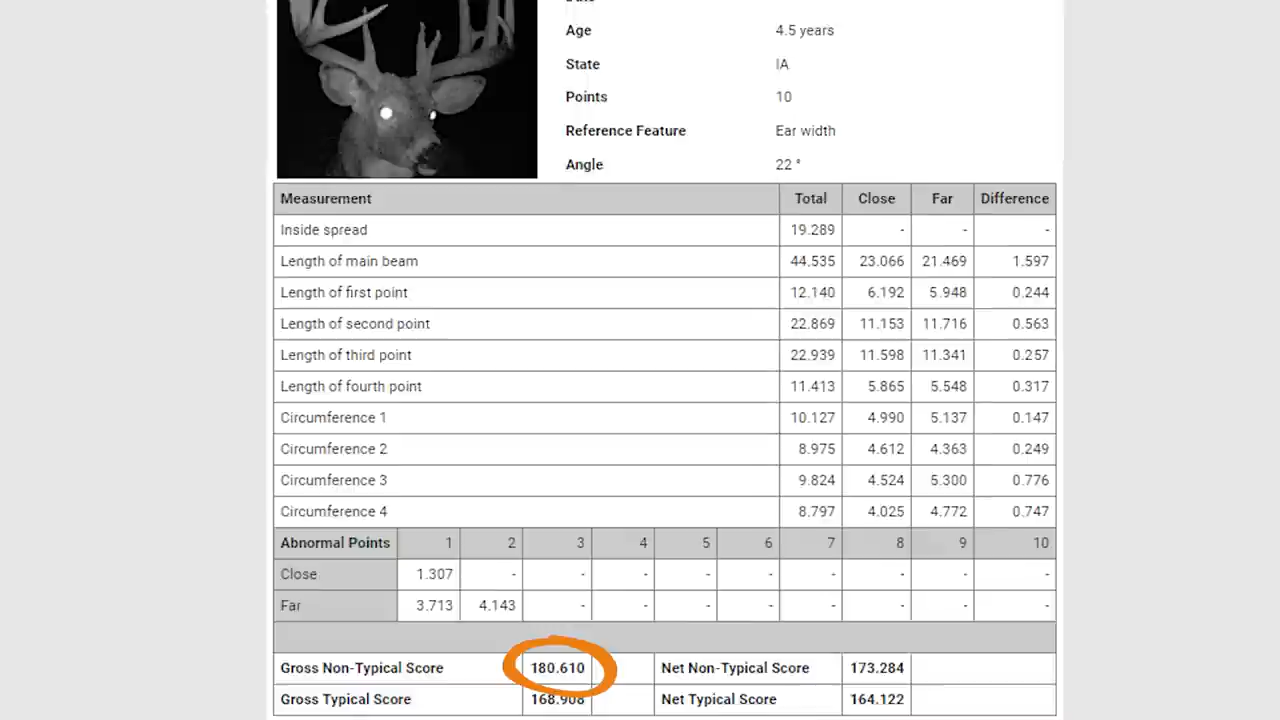 Age 4.5 years
State IA
Points 10
Reference Feature Ear width
Angle 22 °
Measurement Total Close Far Difference
Inside spread 19.289 - - -
Length of main beam 44.535 23.066 21.469 1.597
Length of first point 12.140 6.192 5.948 0.244
Length of second point 22.869 11.153 11.716 0.563
Length of third point 22.939 11.598 11.341 0.257
Length of fourth point 11.413 5.865 5.548 0.317
Circumference 1 10.127 4.990 5.137 0.147
Circumference 2 8.975 4.612 4.363 0.249
Circumference 3 9.824 4.524 5.300 0.776
Circumference 4 8.797 4.025 4.772 0.747
Abnormal Points 1 2 3 4 5 6 7 8 9 10
Close 1.307 - - - - - - - - -
Far 3.713 4.143 - - - - - - - -
Gross Non-Typical Score 180.610 Net Non-Typical Score 173.284
Gross Typical Score 168.908 Net Typical Score 164.122